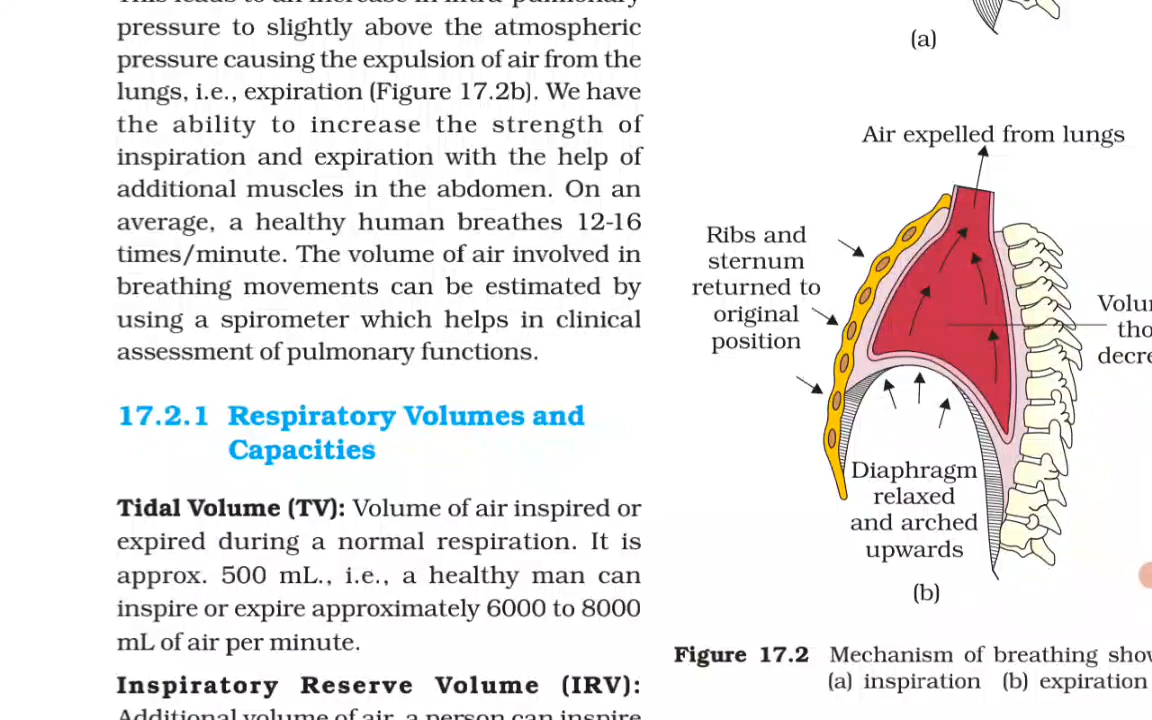 pressure to slightly above the atmospheric
pressure causing the expulsion of air from the
lungs, i.e., expiration (Figure 17.2b). We have
the ability to increase the strength of
inspiration and expiration with the help of
additional muscles in the abdomen. On an
average, a healthy human breathes 12-16
times/minute. The volume of air involved in
breathing movements can be estimated by
using a spirometer which helps in clinical
assessment of pulmonary functions.
17.2.1 Respiratory Volumes and
Capacities
Tidal Volume (TV): Volume of air inspired or
expired during a normal respiration. It is
approx. 500 mL., i.e., a healthy man can
inspire or expire approximately 6000 to 8000
mL of air per minute.
Inspiratory Reserve Volume (IRV):
Additional volume of air, a person can inspire
(a)
Air expelled from lungs
Ribs and
sternum
returned to
original
position
Diaphragm
relaxed
and arched
upwards
(b)
Figure 17.2 Mechanism of breathing
(a) inspiration (b) expiration